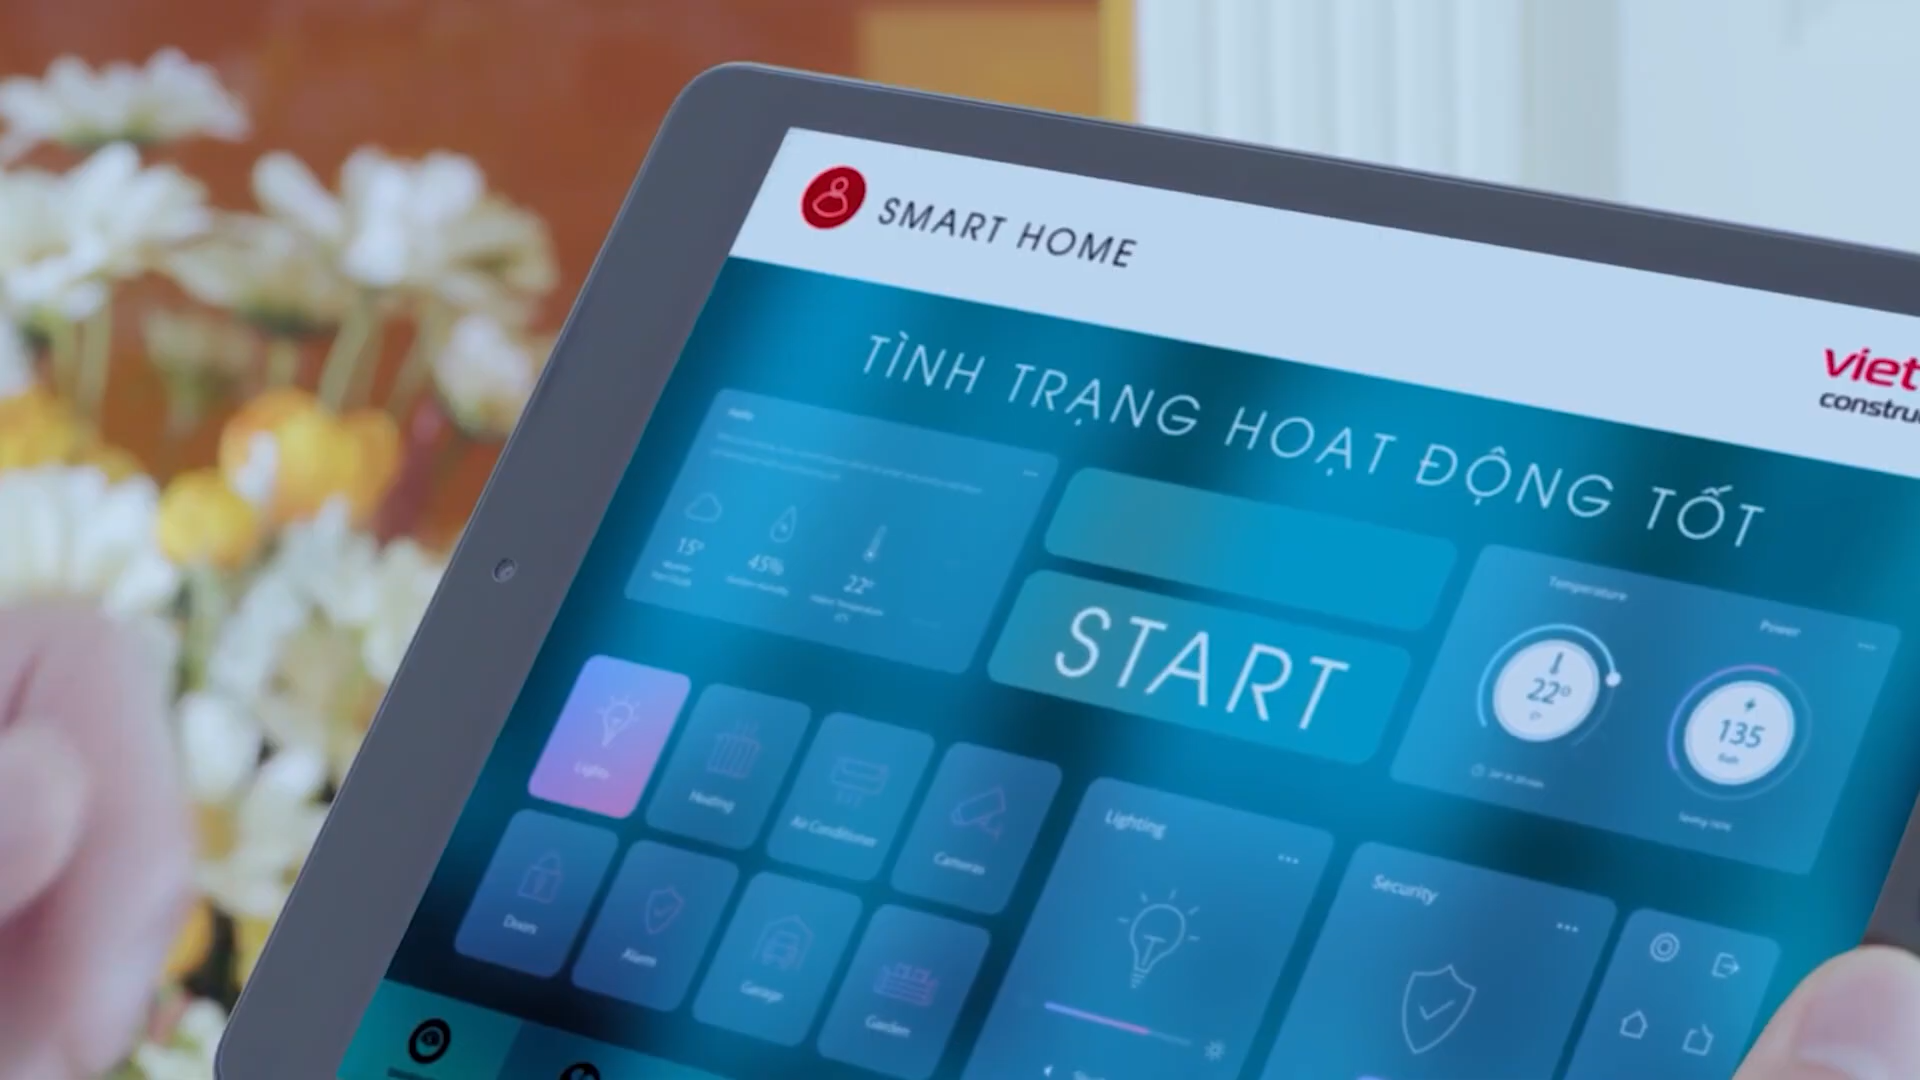 SMART HOME
viet
constru
TÌNH TRẠNG HOẠT ĐỘNG TỐT
Hello
15°
45%
22°
START
Temperature
22°
Power
135
Lights
Heating
Air Conditioner
Cameras
Doors
Alarm
Garage
Garden
Lighting
Security